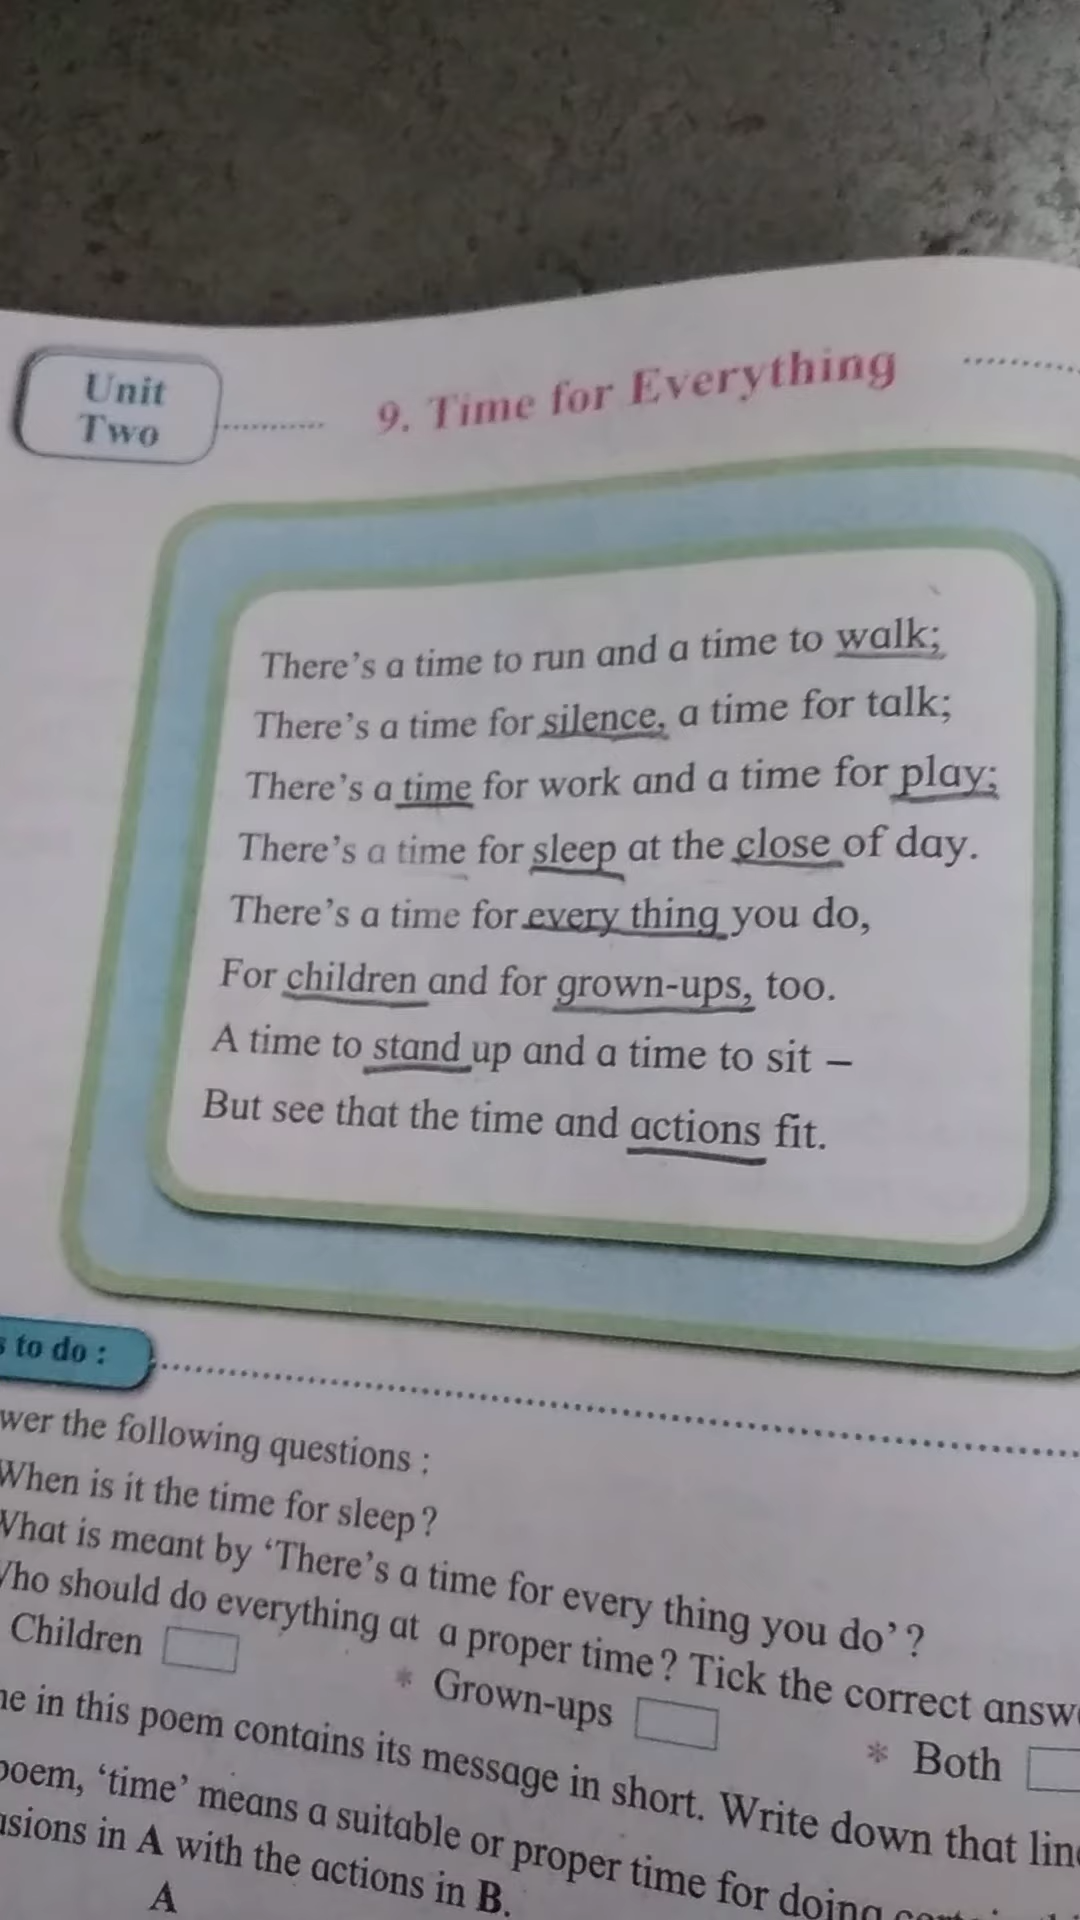 Unit
Two
9. Time for Everything
There's a time to run and a time to walk;
There's a time for silence, a time for talk;
There's a time for work and a time for play;
There's a time for sleep at the close of day.
There's a time for every thing you do,
For children and for grown-ups, too.
A time to stand up and a time to sit –
But see that the time and actions fit.
to do :
the following questions :
When is it the time for sleep?
What is meant by 'There's a time for every thing you do'?
should do everything at a proper time? Tick the correct
Children
* Grown-ups
* Both
in this poem contains its message in short. Write down that
poem, 'time' means a suitable or proper time for doing
in A with the actions in B.
A